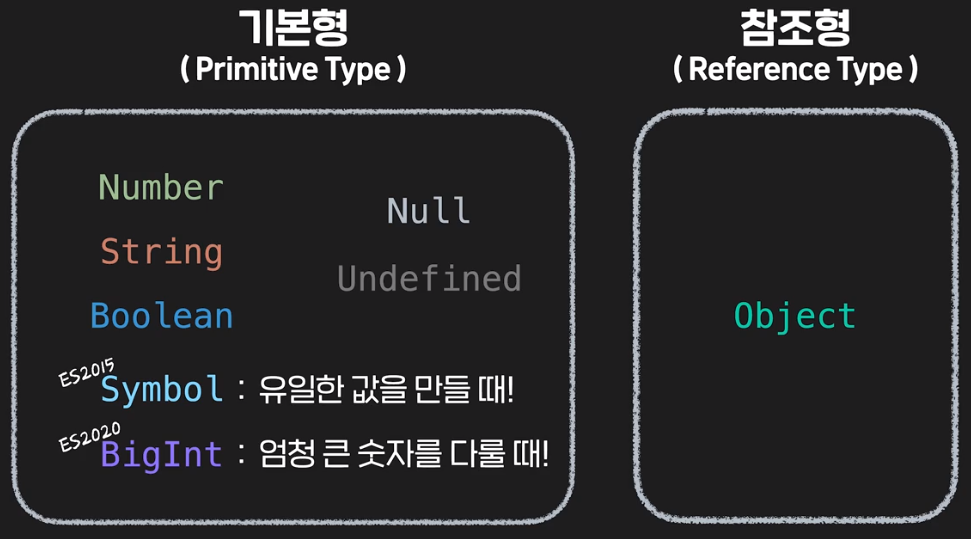 기본형
( Primitive Type )
Number
String
Boolean
Null
Undefined
ES2015
Symbol : 유일한 값을 만들 때!
ES2020
BigInt : 엄청 큰 숫자를 다룰 때!
참조형
( Reference Type )
Object